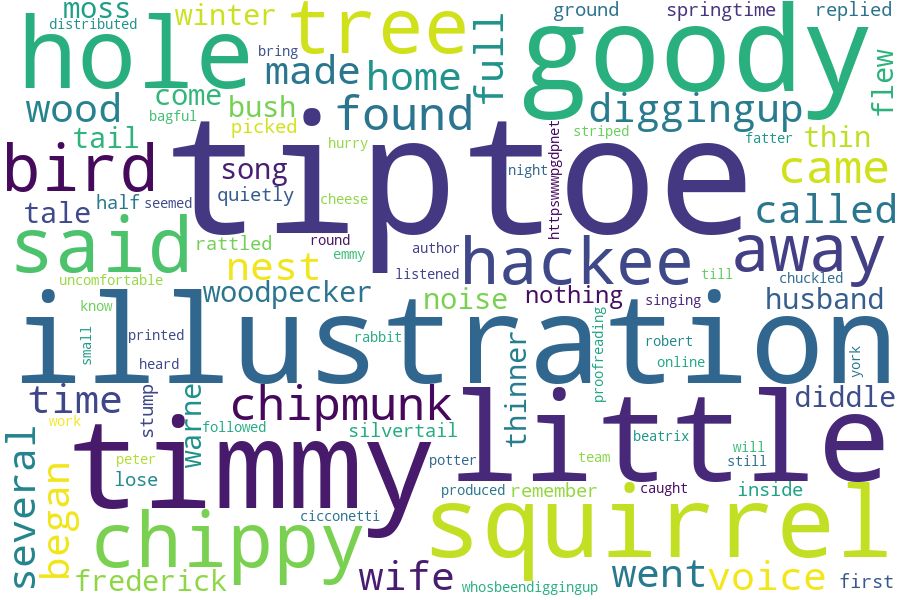 moss
distributed
winter
tree
hole
bring
made
home
full
goody
ground
springtime
replied
flew
wood
come
bagful
bush
picked
found
diggingup
tail
bird
tiptoe
hurry
striped
fatter
thin
came
song
quietly
cheese
night
httpswwwpgdpnet
tale
half
seemed
called
said
rattled
round
emmy
author
hackee
away
uncomfortable
nest
listened
till
chuckled
know
woodpecker
noise
nothing
singing
husband
illustration
small
printed
heard
rabbit
proofreading
robert
online
york
time
stump
warne
chipmunk
thinner
little
diddle
work
followed
silvertail
beatrix
will
still
several
timmy
peter
lose
potter
team
began
produced
remember
caught
inside
chippy
cicconetti
squirrel
frederick
wife
whosbeendiggingup
went
voice
first